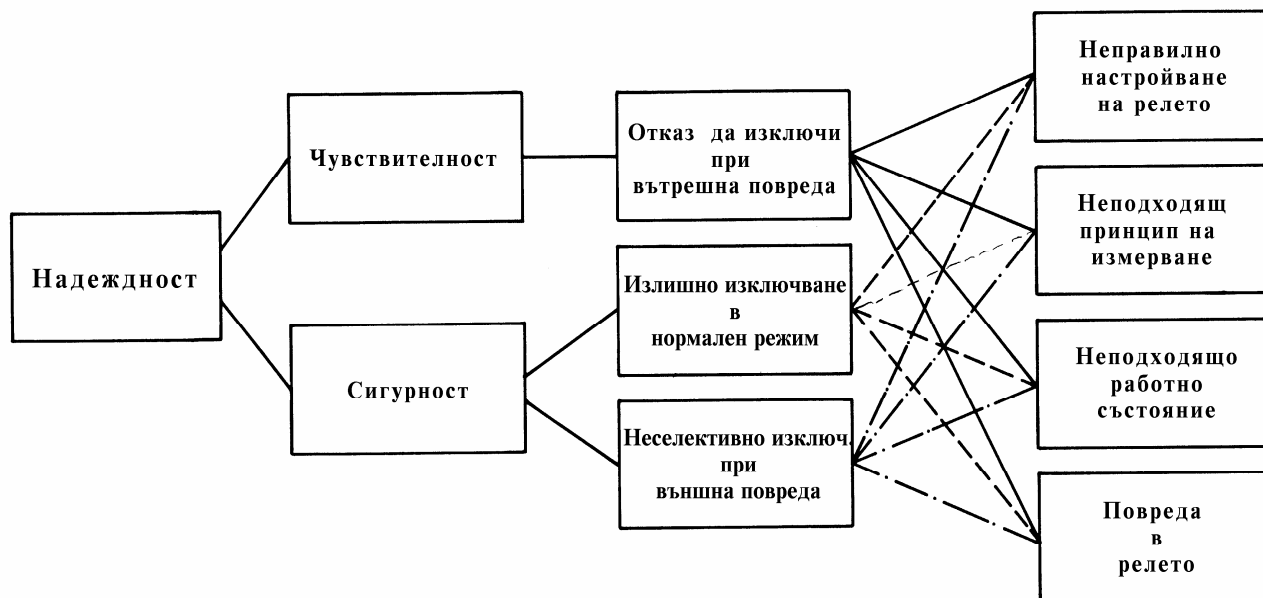 Надеждност
Чувствителност
Сигурност
Отказ да изключи
при
вътрешна повреда
Излишно изключване
в
нормален режим
Неселективно изключ.
при
външна повреда
Неправилно
настройване
на релето
Неподходящ
принцип на
измерване
Неподходящо
работно
състояние
Повреда
в
релето